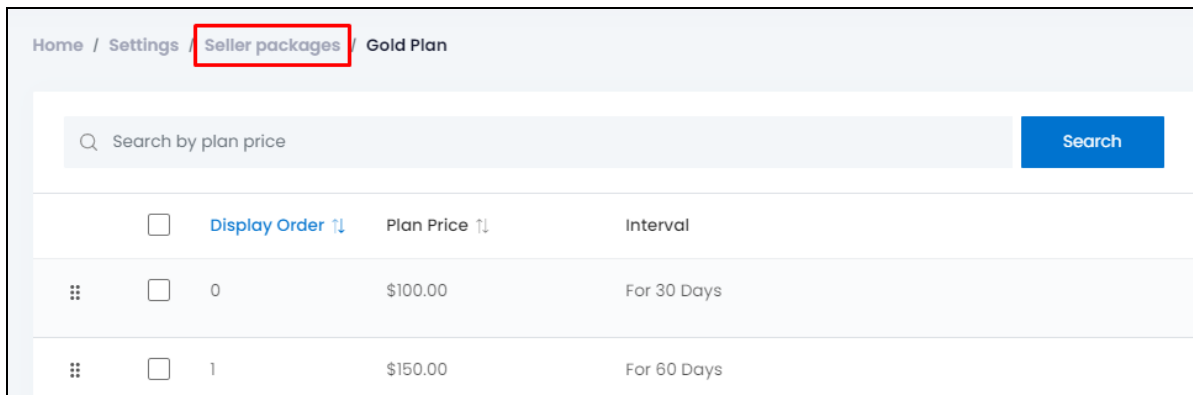 Home / Settings / Seller packages / Gold Plan
Search by plan price
Search
Display Order Plan Price Interval
0 $100.00 For 30 Days
1 $150.00 For 60 Days